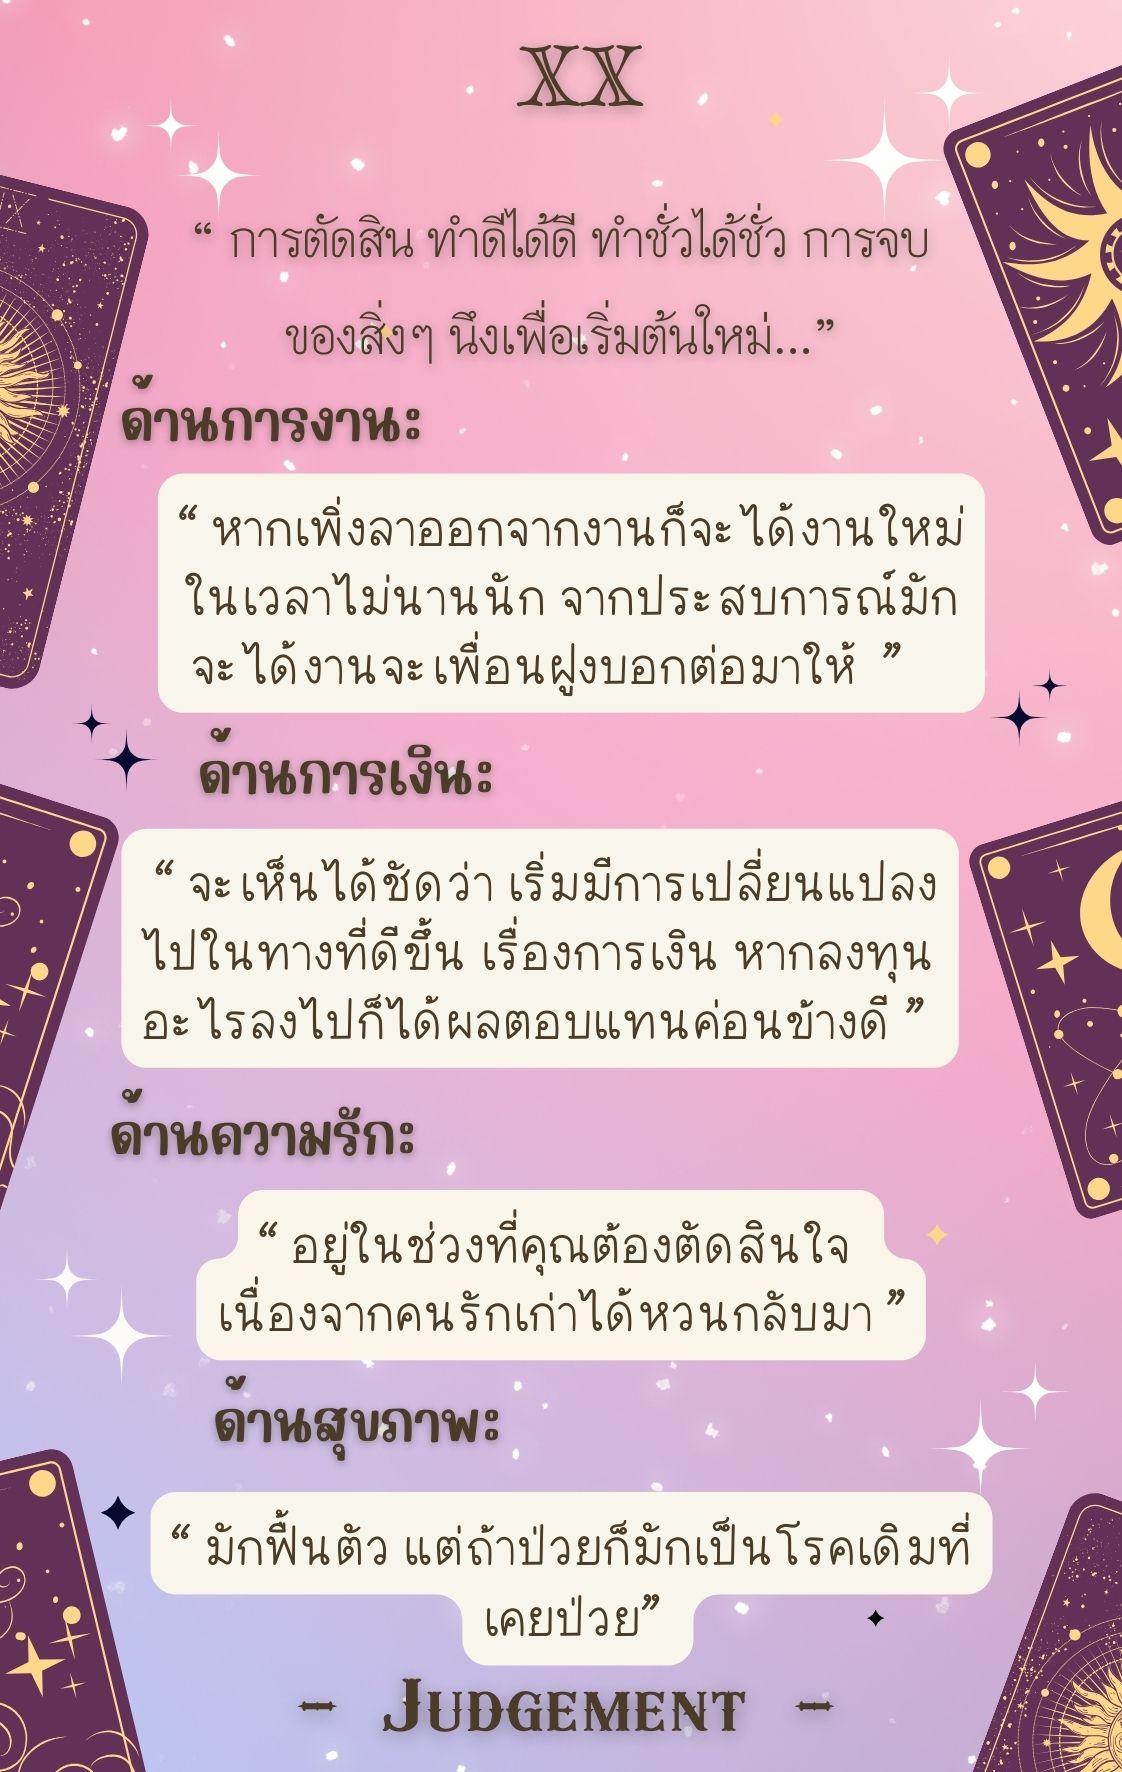 XX
“ การตัดสิน ทำดีได้ดี ทำชั่วได้ชั่ว การจบ
ของสิ่งๆ นึงเพื่อเริ่มต้นใหม่...”
ด้านการงาน:
“ หากเพิ่งลาออกจากงานก็จะได้งานใหม่
ในเวลาไม่นานนัก จากประสบการณ์มัก
จะได้งานจะเพื่อนฝูงบอกต่อมาให้ ”
ด้านการเงิน:
“ จะเห็นได้ชัดว่า เริ่มมีการเปลี่ยนแปลง
ไปในทางที่ดีขึ้น เรื่องการเงิน หากลงทุน
อะไรลงไปก็ได้ผลตอบแทนค่อนข้างดี ”
ด้านความรัก:
“ อยู่ในช่วงที่คุณต้องตัดสินใจ
เนื่องจากคนรักเก่าได้หวนกลับมา ”
ด้านสุขภาพ:
“ มักฟื้นตัว แต่ถ้าป่วยก็มักเป็นโรคเดิมที่
เคยป่วย”
- Judgement -